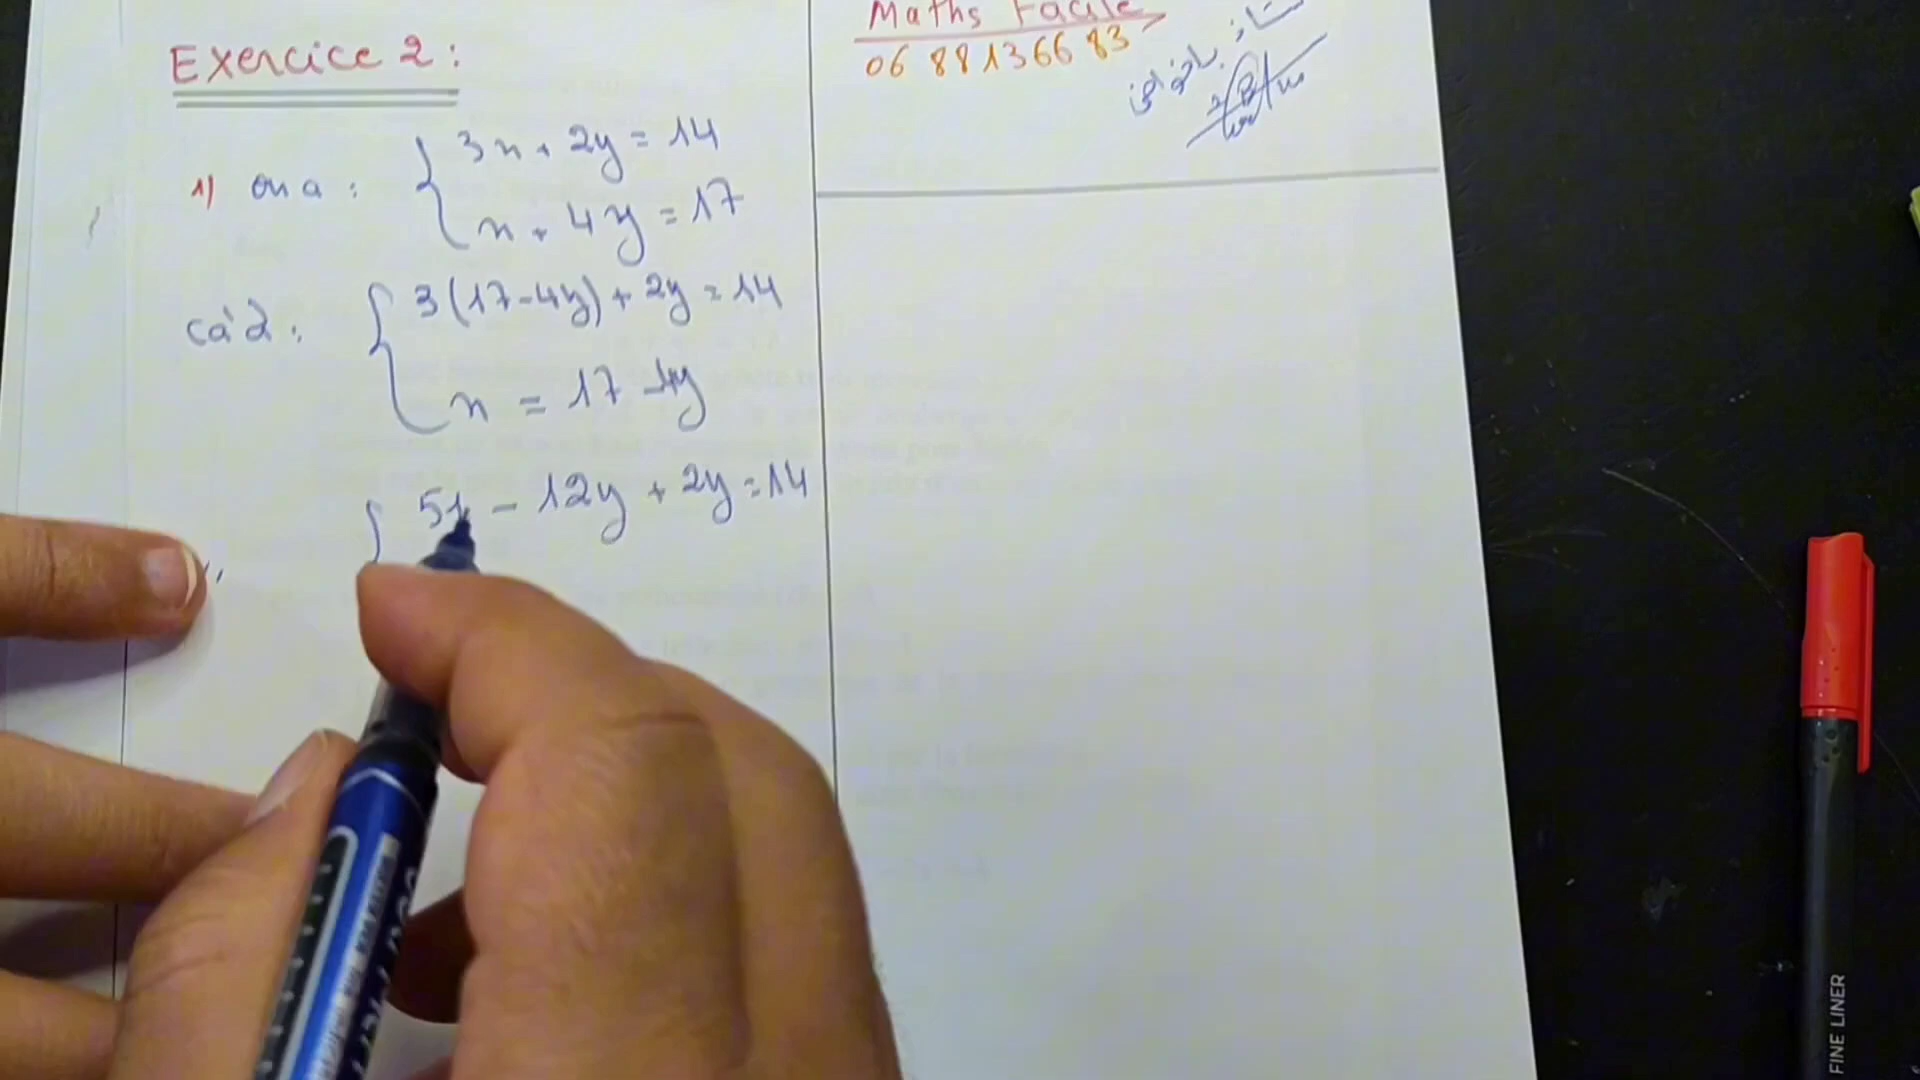 Exercice 2 :
1) on a : { 3x + 2y = 14
x + 4y = 17
càd : { 3(17-4y) + 2y = 14
x = 17 - 4y
{ 51 - 12y + 2y = 14
Maths Facile
06 88136683
FINE LINER